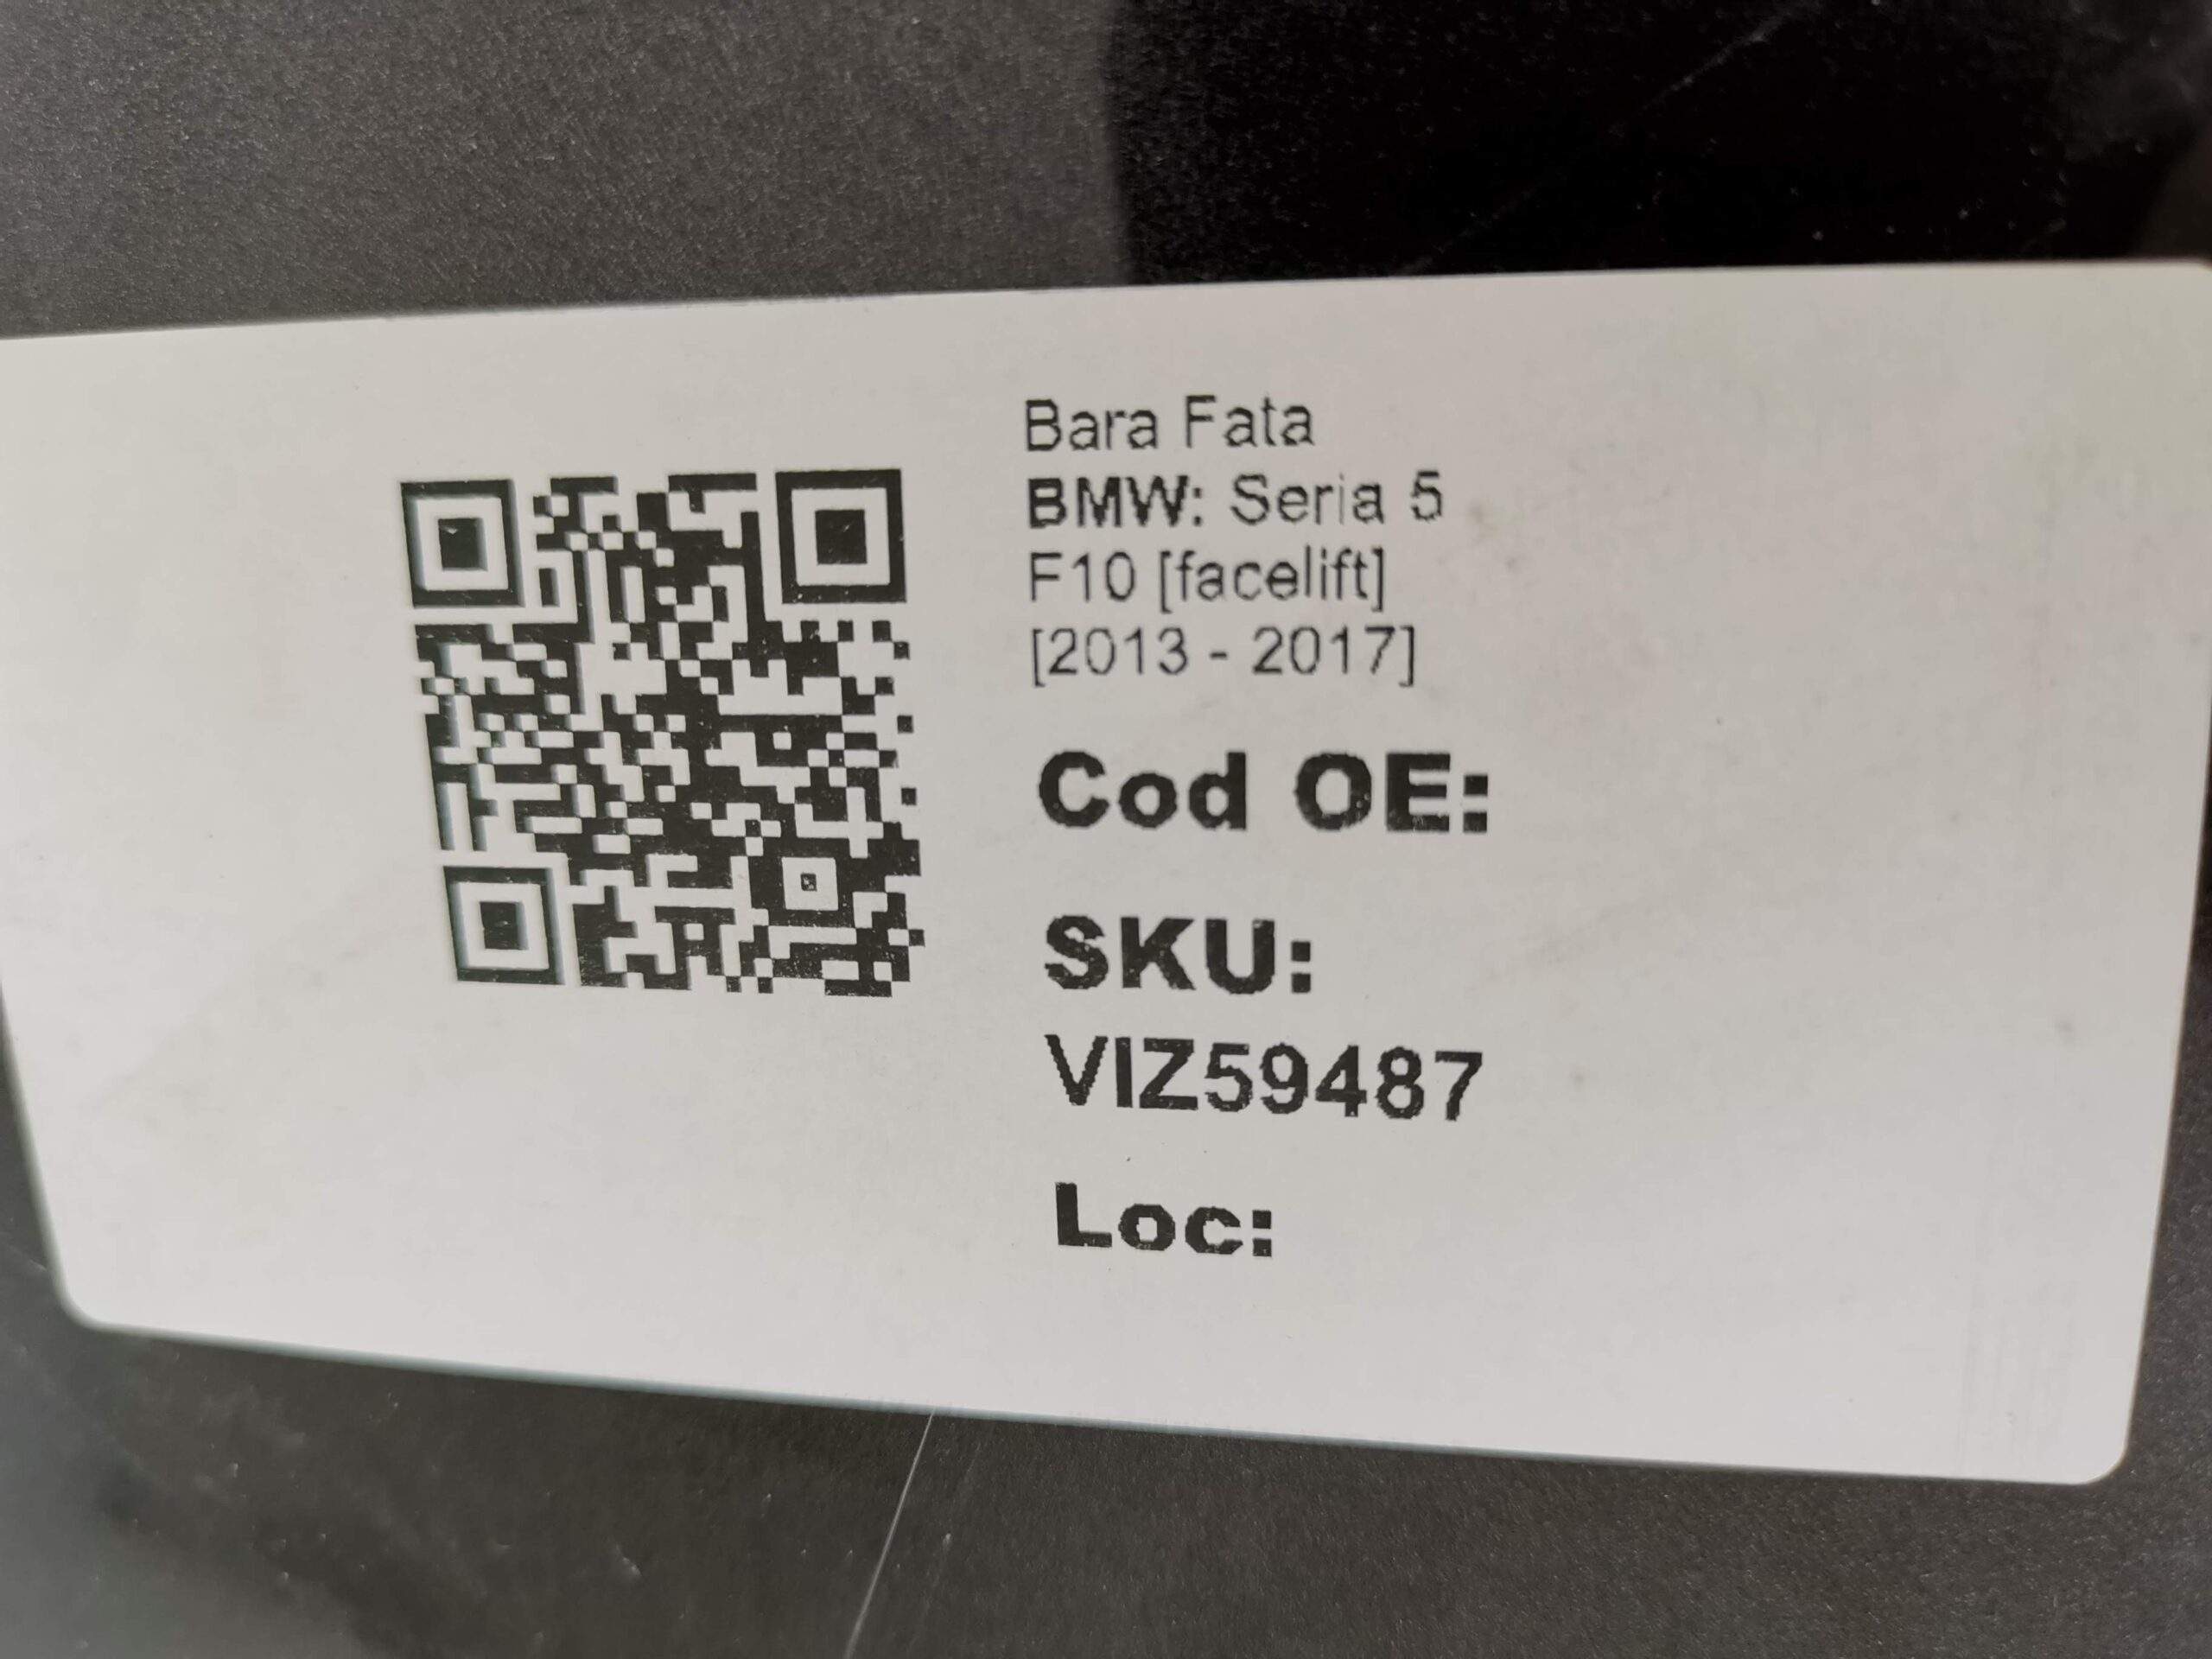 Bara Fata
BMW: Seria 5
F10 [facelift]
[2013 - 2017]
Cod OE:
SKU:
VIZ59487
Loc: